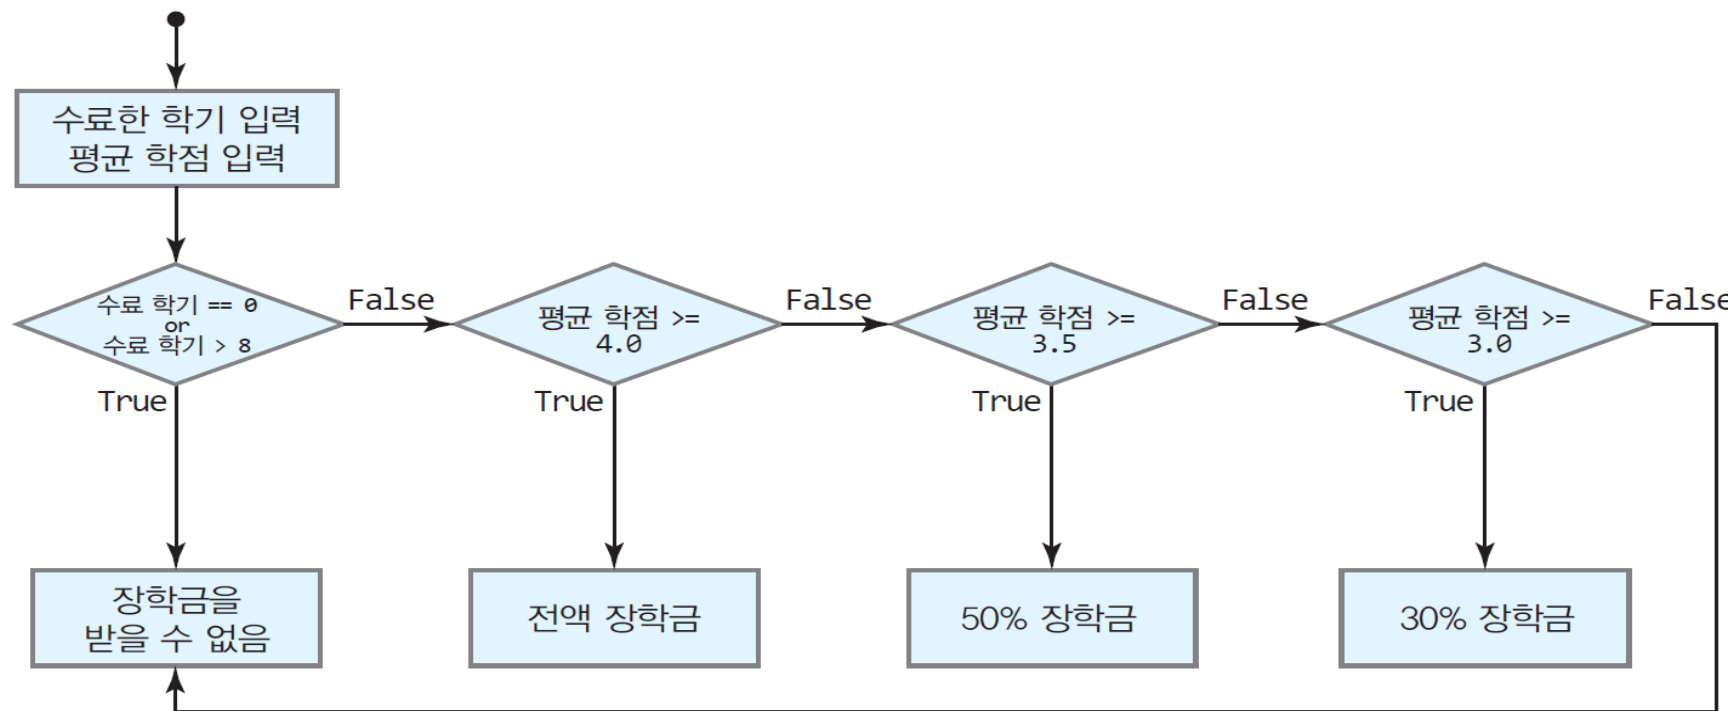 수료한 학기 입력
평균 학점 입력
수료 학기 == 0
or
수료 학기 > 8
False
평균 학점 >=
4.0
False
평균 학점 >=
3.5
False
평균 학점 >=
3.0
False
True
True
True
True
장학금을
받을 수 없음
전액 장학금
50% 장학금
30% 장학금